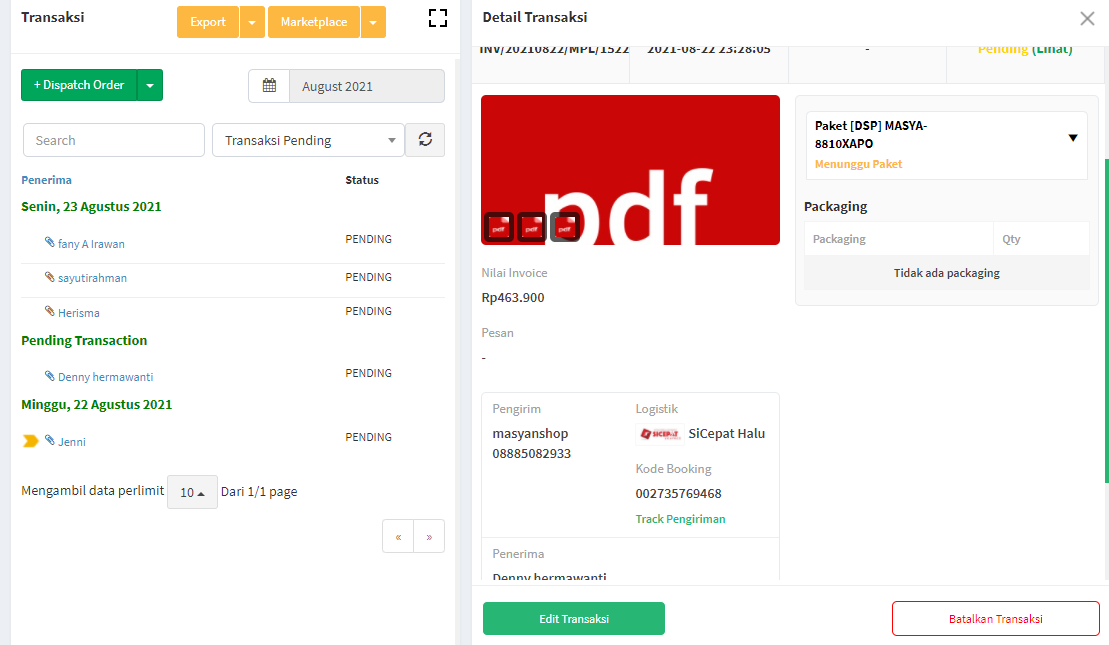 Transaksi
Export
Marketplace
+ Dispatch Order
August 2021
Search
Transaksi Pending
Penerima Status
Senin, 23 Agustus 2021
fany A Irawan PENDING
sayutirahman PENDING
Herisma PENDING
Pending Transaction
Denny hermawanti PENDING
Minggu, 22 Agustus 2021
Jenni PENDING
Mengambil data perlimit 10 Dari 1/1 page
« »
Detail Transaksi
INV/20210822/MPL/1522 2021-08-22 23:28:05 - Pending (Lihat)
pdf
pdf pdf pdf
Nilai Invoice
Rp463.900
Pesan
-
Pengirim
masyanshop
08885082933
Logistik
SICEPAT SiCepat Halu
Kode Booking
002735769468
Track Pengiriman
Penerima
Denny hermawanti
Paket [DSP] MASYA-
8810XAPO
Menunggu Paket
Packaging
Packaging Qty
Tidak ada packaging
Edit Transaksi
Batalkan Transaksi